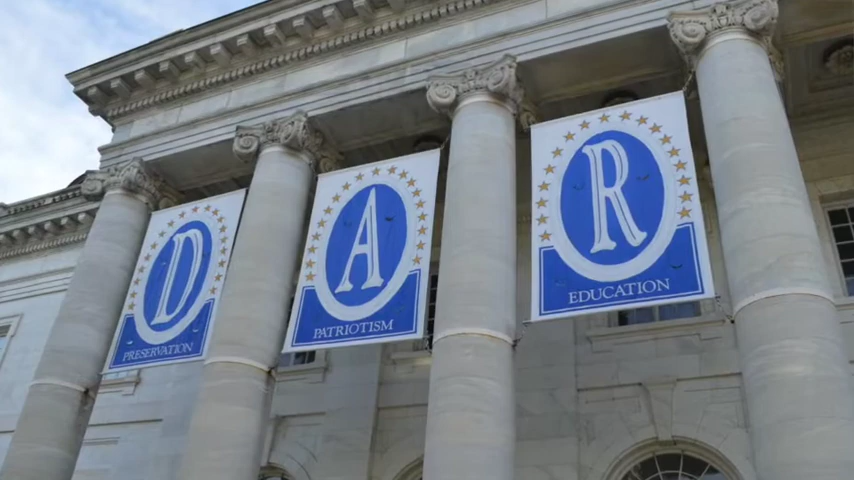 D
PRESERVATION
A
PATRIOTISM
R
EDUCATION